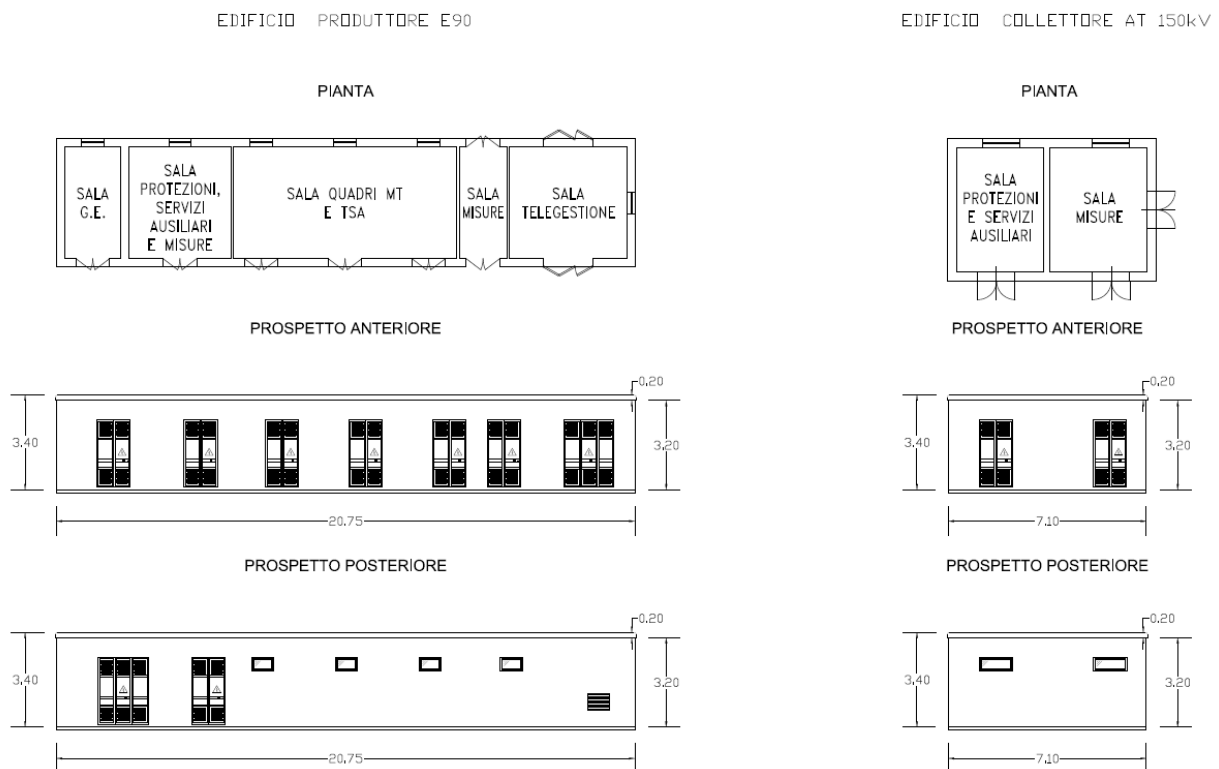 EDIFICIO PRODUTTORE E90
PIANTA
SALA
G.E.
SALA
PROTEZIONI,
SERVIZI
AUSILIARI
E MISURE
SALA QUADRI MT
E TSA
SALA
MISURE
SALA
TELEGESTIONE
PROSPETTO ANTERIORE
0.20
3.40
3.20
20.75
PROSPETTO POSTERIORE
0.20
3.40
3.20
20.75
EDIFICIO COLLETTORE AT 150kV
PIANTA
SALA
PROTEZIONI
E SERVIZI
AUSILIARI
SALA
MISURE
PROSPETTO ANTERIORE
0.20
3.40
3.20
7.10
PROSPETTO POSTERIORE
0.20
3.40
3.20
7.10